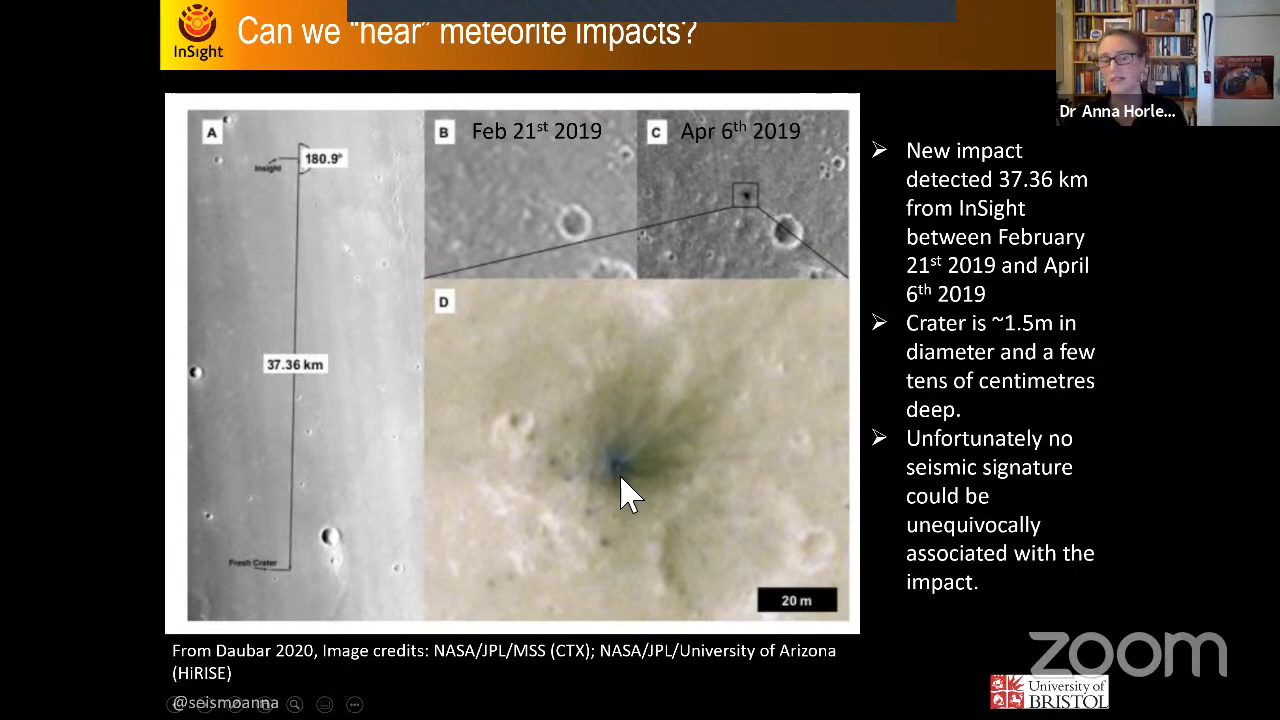 InSight
Can we "hear" meteorite impacts?
Dr Anna Horle...
A
Insight
180.9°
37.36 km
Fresh Crater
B
Feb 21st 2019
C
Apr 6th 2019
D
20 m
New impact
detected 37.36 km
from InSight
between February
21st 2019 and April
6th 2019
Crater is ~1.5m in
diameter and a few
tens of centimetres
deep.
Unfortunately no
seismic signature
could be
unequivocally
associated with the
impact.
From Daubar 2020, Image credits: NASA/JPL/MSS (CTX); NASA/JPL/University of Arizona
(HiRISE)
@seismoanna
zoom
University of
BRISTOL